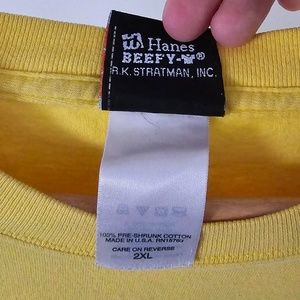 Hanes
BEEFY-T®
R.K. STRATMAN, INC.
100% PRE-SHRUNK COTTON
MADE IN U.S.A. RN15763
CARE ON REVERSE
2XL